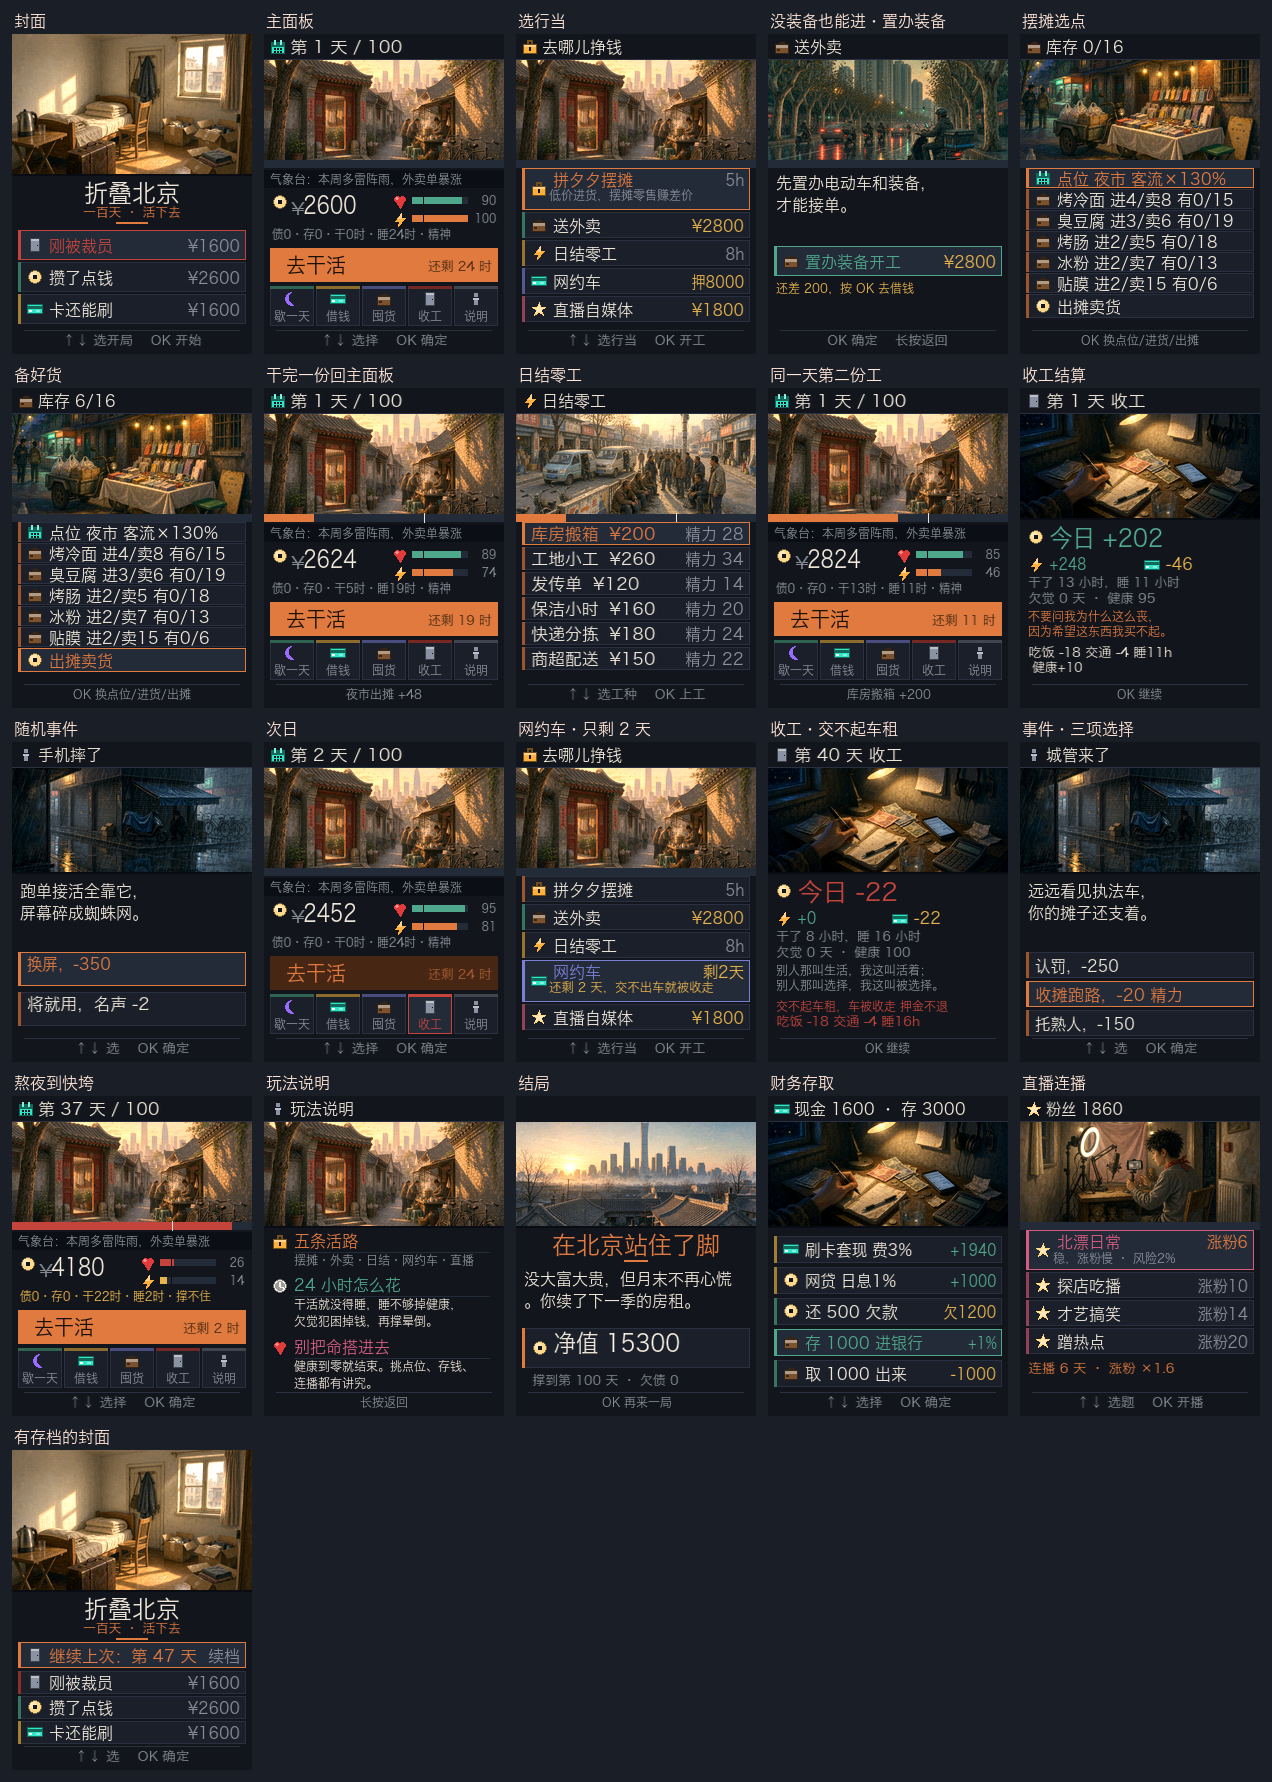 封面
折叠北京
一百天 · 活下去
刚被裁员 ¥1600
攒了点钱 ¥2600
卡还能刷 ¥1600
↑↓ 选开局 OK 开始
主面板
第 1 天 / 100
气象台：本周多雷阵雨，外卖单暴涨
¥2600 90
100
债0·存0·干0时·睡24时·精神
去干活 还剩 24 时
歇一天 借钱 囤货 收工 说明
↑↓ 选择 OK 确定
选行当
去哪儿挣钱
拼夕夕摆摊 5h
低价进货，摆摊零售赚差价
送外卖 ¥2800
日结零工 8h
网约车 押8000
直播自媒体 ¥1800
↑↓ 选行当 OK 开工
没装备也能进·置办装备
送外卖
先置办电动车和装备，
才能接单。
置办装备开工 ¥2800
还差 200，按 OK 去借钱
OK 确定 长按返回
摆摊选点
库存 0/16
点位 夜市 客流×130%
烤冷面 进4/卖8 有0/15
臭豆腐 进3/卖6 有0/19
烤肠 进2/卖5 有0/18
冰粉 进2/卖7 有0/13
贴膜 进2/卖15 有0/6
出摊卖货
OK 换点位/进货/出摊
备好货
库存 6/16
点位 夜市 客流×130%
烤冷面 进4/卖8 有6/15
臭豆腐 进3/卖6 有0/19
烤肠 进2/卖5 有0/18
冰粉 进2/卖7 有0/13
贴膜 进2/卖15 有0/6
出摊卖货
OK 换点位/进货/出摊
干完一份回主面板
第 1 天 / 100
气象台：本周多雷阵雨，外卖单暴涨
¥2624 89
74
债0·存0·干5时·睡19时·精神
去干活 还剩 19 时
歇一天 借钱 囤货 收工 说明
夜市出摊 +48
日结零工
日结零工
库房搬箱 ¥200 精力 28
工地小工 ¥260 精力 34
发传单 ¥120 精力 14
保洁小时 ¥160 精力 20
快递分拣 ¥180 精力 24
商超配送 ¥150 精力 22
↑↓ 选工种 OK 上工
同一天第二份工
第 1 天 / 100
气象台：本周多雷阵雨，外卖单暴涨
¥2824 85
46
债0·存0·干13时·睡11时·精神
去干活 还剩 11 时
歇一天 借钱 囤货 收工 说明
库房搬箱 +200
收工结算
第 1 天 收工
今日 +202
+248 -46
干了 13 小时，睡 11 小时
欠觉 0 天 · 健康 95
不要问我为什么这么丧，
因为希望这东西我买不起。
吃饭 -18 交通 -4 睡11h
健康+10
OK 继续
随机事件
手机摔了
跑单接活全靠它，
屏幕碎成蜘蛛网。
换屏，-350
将就用，名声 -2
↑↓ 选 OK 确定
次日
第 2 天 / 100
气象台：本周多雷阵雨，外卖单暴涨
¥2452 95
81
债0·存0·干0时·睡24时·精神
去干活 还剩 24 时
歇一天 借钱 囤货 收工 说明
↑↓ 选择 OK 确定
网约车·只剩 2 天
去哪儿挣钱
拼夕夕摆摊 5h
送外卖 ¥2800
日结零工 8h
网约车 剩2天
还剩 2 天，交不出车就被收走
直播自媒体 ¥1800
↑↓ 选行当 OK 开工
收工·交不起车租
第 40 天 收工
今日 -22
+0 -22
干了 8 小时，睡 16 小时
欠觉 0 天 · 健康 100
别人那叫生活，我这叫活着；
别人那叫选择，我这叫被选择。
交不起车租，车被收走 押金不退
吃饭 -18 交通 -4 睡16h
OK 继续
事件·三项选择
城管来了
远远看见执法车，
你的摊子还支着。
认罚，-250
收摊跑路，-20 精力
托熟人，-150
↑↓ 选 OK 确定
熬夜到快垮
第 37 天 / 100
气象台：本周多雷阵雨，外卖单暴涨
¥4180 26
14
债0·存0·干22时·睡2时·撑不住
去干活 还剩 2 时
歇一天 借钱 囤货 收工 说明
↑↓ 选择 OK 确定
玩法说明
玩法说明
五条活路
摆摊·外卖·日结·网约车·直播
24 小时怎么花
干活就没得睡，睡不够掉健康，
欠觉犯困掉钱，再撑晕倒。
别把命搭进去
健康到零就结束。挑点位、存钱、
连播都有讲究。
长按返回
结局
在北京站住了脚
没大富大贵，但月末不再心慌
。你续了下一季的房租。
净值 15300
撑到第 100 天 · 欠债 0
OK 再来一局
财务存取
现金 1600 · 存 3000
刷卡套现 费3% +1940
网贷 日息1% +1000
还 500 欠款 欠1200
存 1000 进银行 +1%
取 1000 出来 -1000
↑↓ 选择 OK 确定
直播连播
粉丝 1860
北漂日常 涨粉6
稳，涨粉慢 · 风险2%
探店吃播 涨粉10
才艺搞笑 涨粉14
蹭热点 涨粉20
连播 6 天 · 涨粉 ×1.6
↑↓ 选题 OK 开播
有存档的封面
折叠北京
一百天 · 活下去
继续上次：第 47 天 续档
刚被裁员 ¥1600
攒了点钱 ¥2600
卡还能刷 ¥1600
↑↓ 选 OK 确定